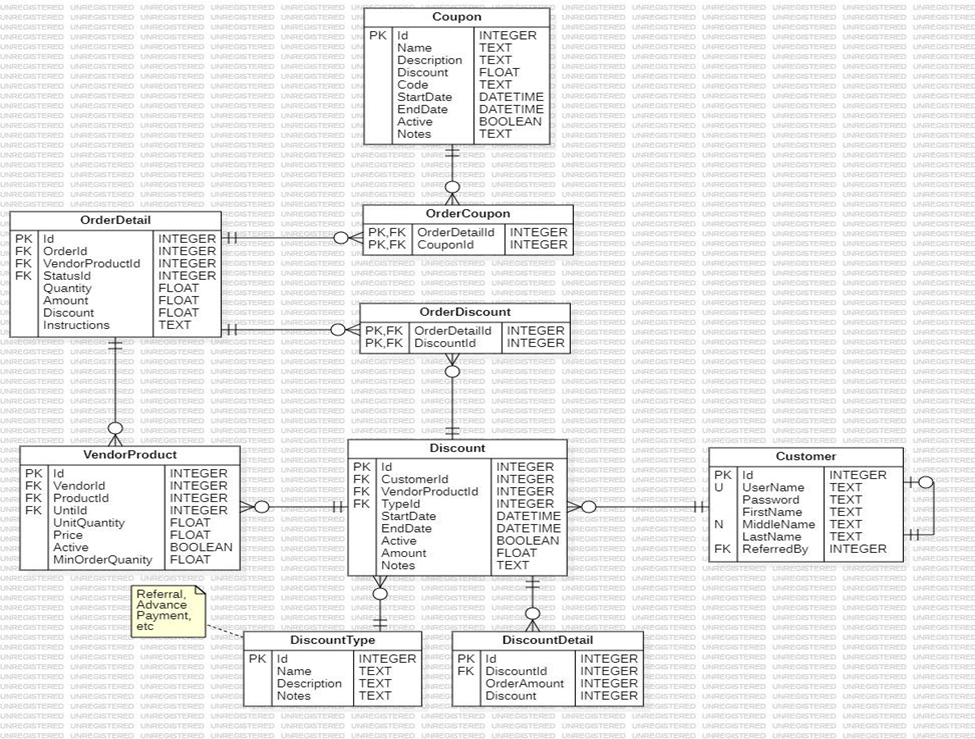 Coupon
PK Id INTEGER
Name TEXT
Description TEXT
Discount FLOAT
Code TEXT
StartDate DATETIME
EndDate DATETIME
Active BOOLEAN
Notes TEXT
OrderDetail
PK Id INTEGER
FK OrderId INTEGER
FK VendorProductId INTEGER
FK StatusId INTEGER
Quantity FLOAT
Amount FLOAT
Discount FLOAT
Instructions TEXT
OrderCoupon
PK,FK OrderDetailId INTEGER
PK,FK CouponId INTEGER
OrderDiscount
PK,FK OrderDetailId INTEGER
PK,FK DiscountId INTEGER
VendorProduct
PK Id INTEGER
FK VendorId INTEGER
FK ProductId INTEGER
FK UntiId INTEGER
UnitQuantity FLOAT
Price FLOAT
Active BOOLEAN
MinOrderQuanity FLOAT
Discount
PK Id INTEGER
FK CustomerId INTEGER
FK VendorProductId INTEGER
FK TypeId INTEGER
StartDate DATETIME
EndDate DATETIME
Active BOOLEAN
Amount FLOAT
Notes TEXT
Customer
PK Id INTEGER
U UserName TEXT
Password TEXT
FirstName TEXT
N MiddleName TEXT
LastName TEXT
FK ReferredBy INTEGER
Referral,
Advance
Payment,
etc
DiscountType
PK Id INTEGER
Name TEXT
Description TEXT
Notes TEXT
DiscountDetail
PK Id INTEGER
FK DiscountId INTEGER
OrderAmount INTEGER
Discount INTEGER
UNREGISTERED